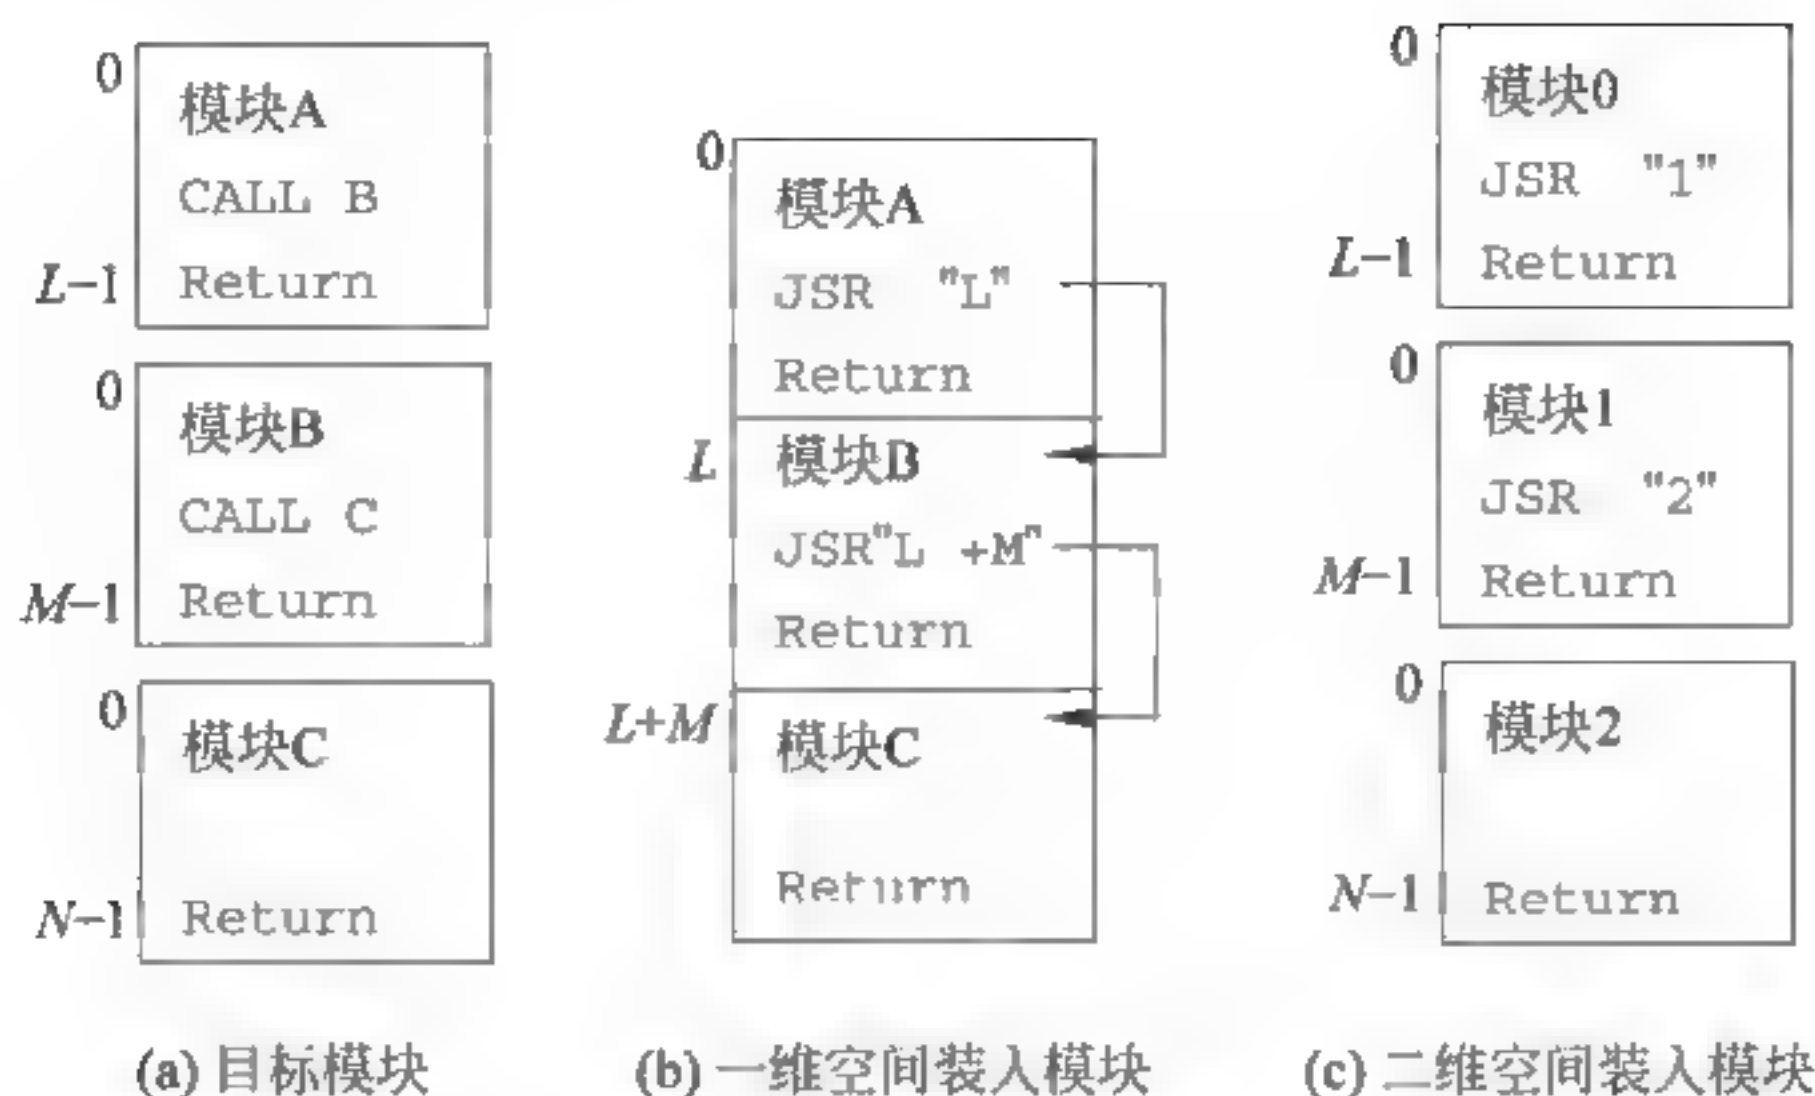 0
模块A
CALL B
L-1
Return
0
模块B
CALL C
M-1
Return
0
模块C
N-1
Return
(a) 目标模块
0
模块A
JSR "L"
Return
L
模块B
JSR"L +M"
Return
L+M
模块C
Return
(b) 一维空间装入模块
0
模块0
JSR "1"
L-1
Return
0
模块1
JSR "2"
M-1
Return
0
模块2
N-1
Return
(c) 二维空间装入模块